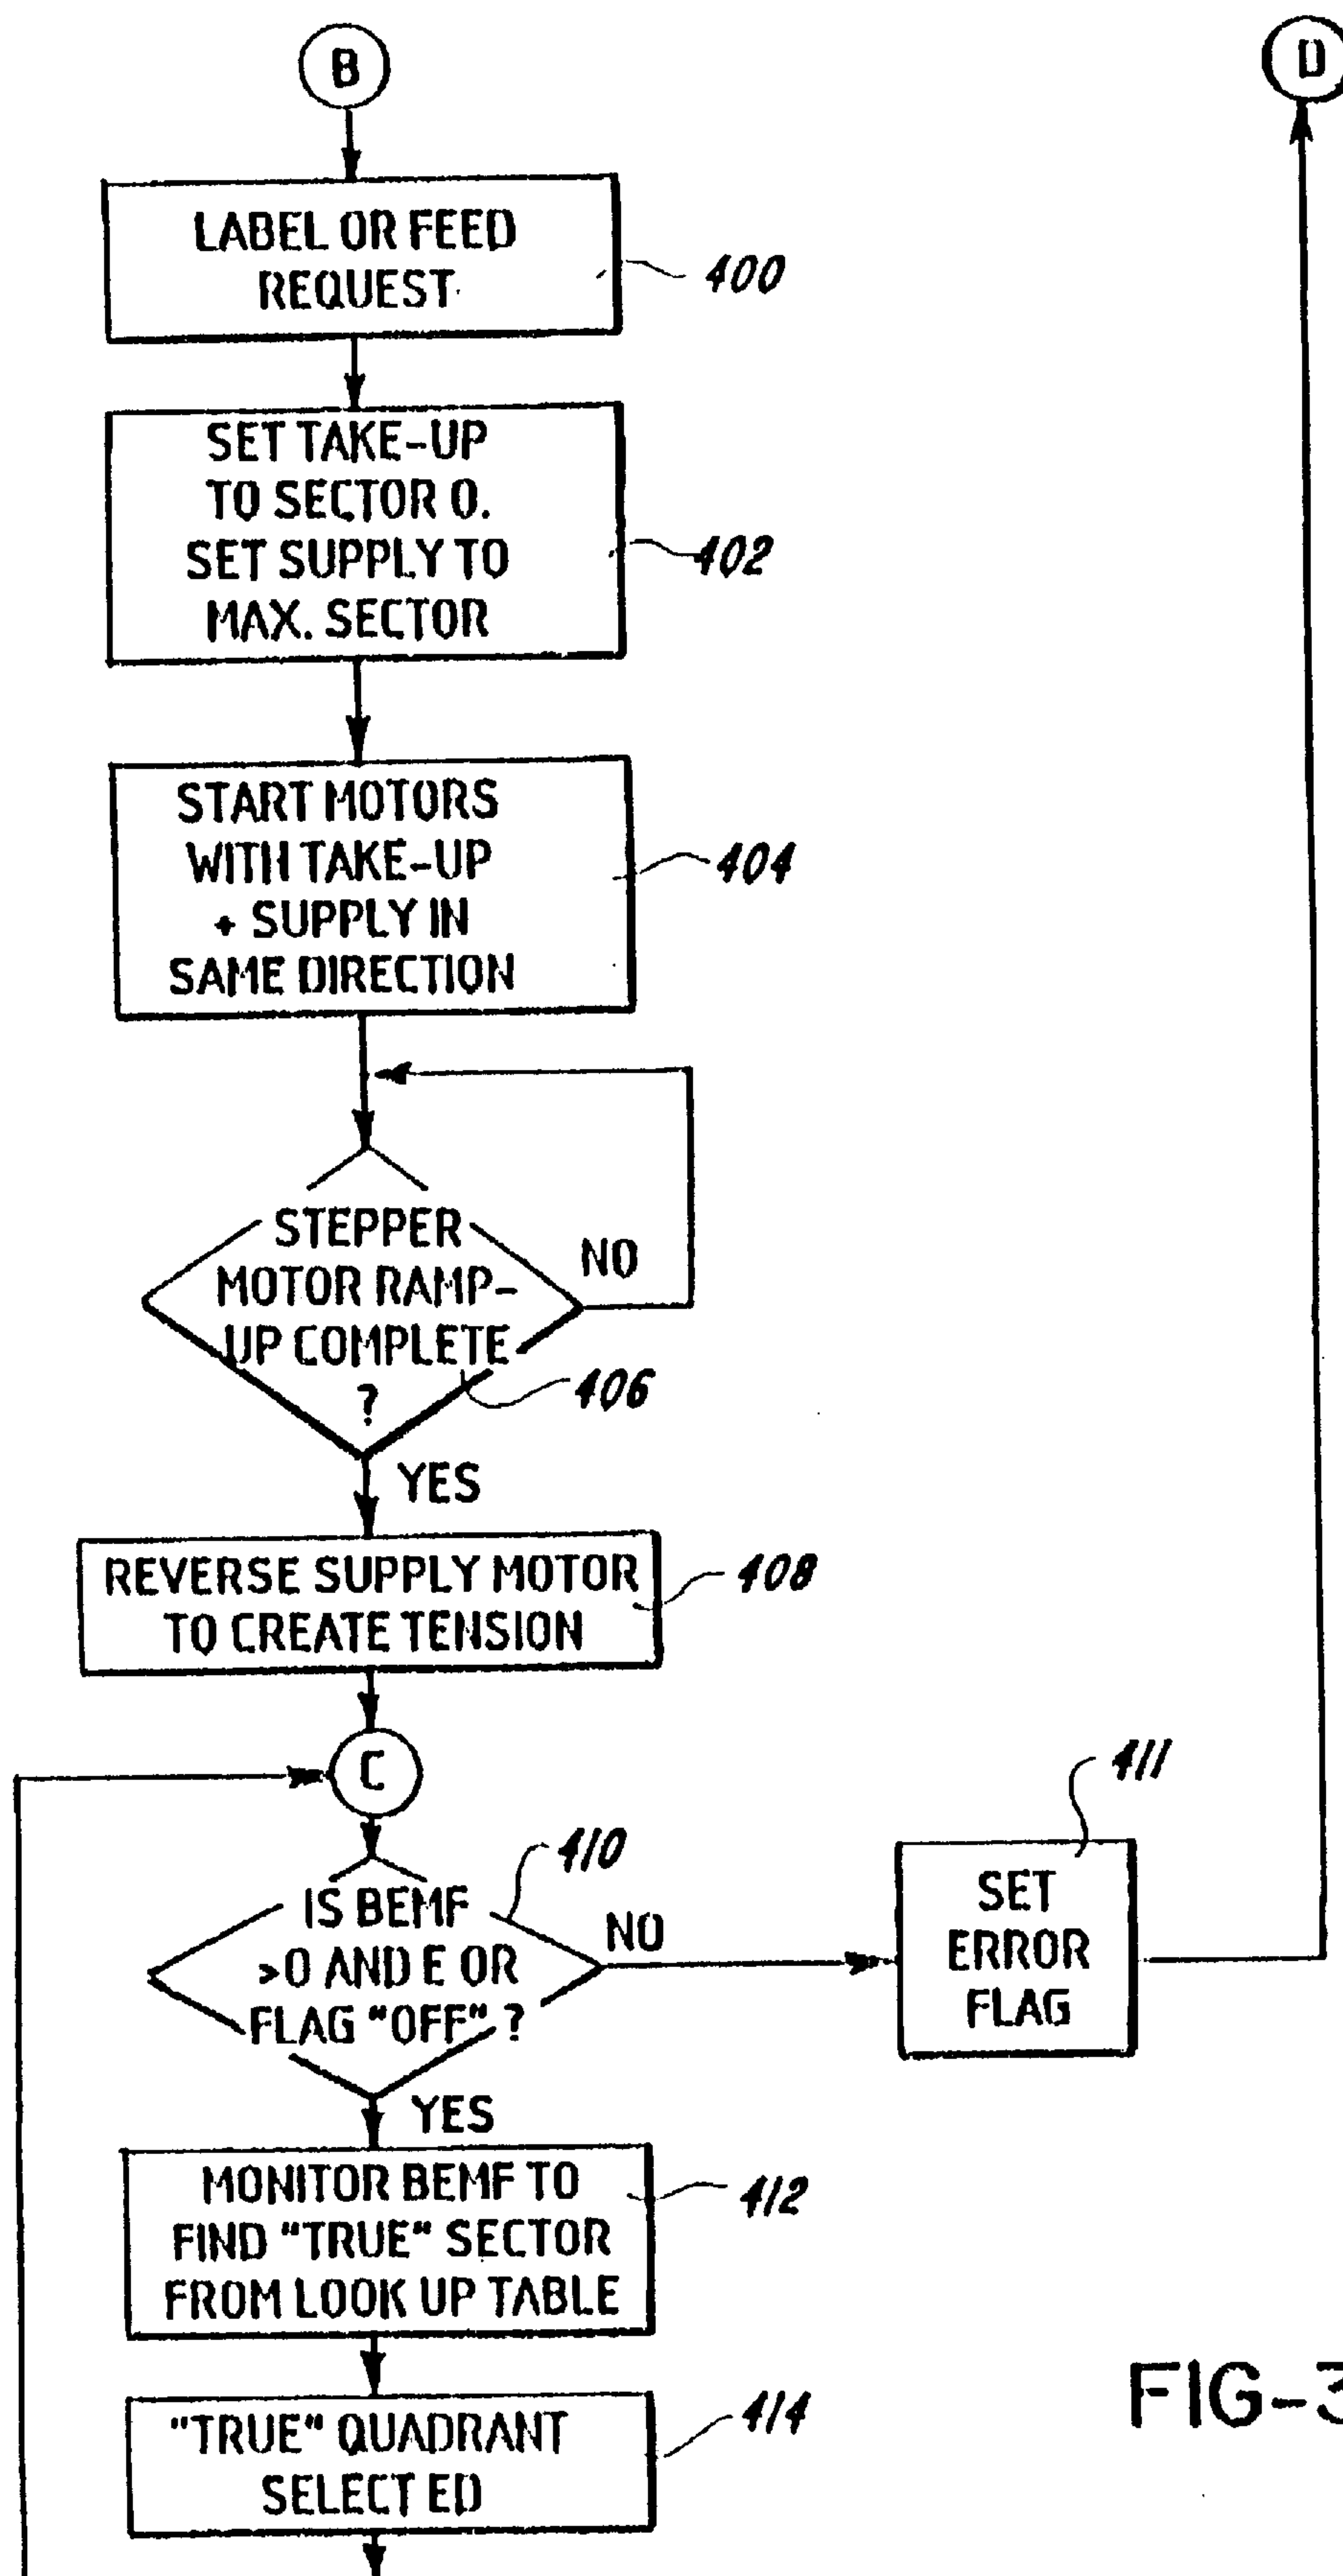 B
D
LABEL OR FEED
REQUEST
400
SET TAKE-UP
TO SECTOR 0.
SET SUPPLY TO
MAX. SECTOR
402
START MOTORS
WITH TAKE-UP
+ SUPPLY IN
SAME DIRECTION
404
STEPPER
MOTOR RAMP-
UP COMPLETE
?
NO
406
YES
REVERSE SUPPLY MOTOR
TO CREATE TENSION
408
C
IS BEMF
>0 AND E OR
FLAG "OFF" ?
410
NO
411
SET
ERROR
FLAG
YES
MONITOR BEMF TO
FIND "TRUE" SECTOR
FROM LOOK UP TABLE
412
"TRUE" QUADRANT
SELECT ED
414
FIG-3